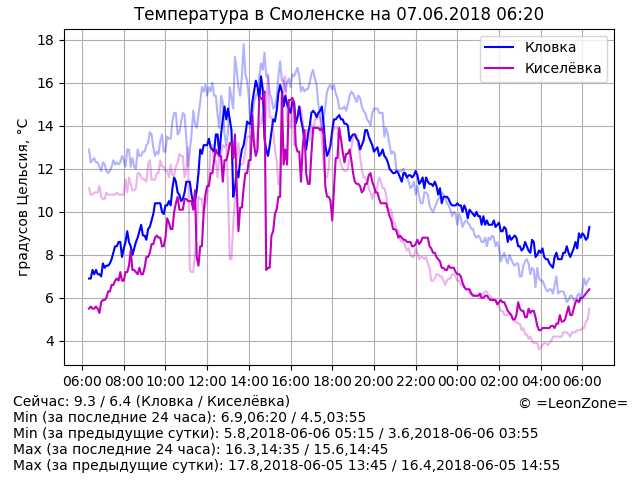 Температура в Смоленске на 07.06.2018 06:20
18
16
14
12
10
8
6
4
градусов Цельсия, °C
Кловка
Киселёвка
06:00 08:00 10:00 12:00 14:00 16:00 18:00 20:00 22:00 00:00 02:00 04:00 06:00
Сейчас: 9.3 / 6.4 (Кловка / Киселёвка)
© =LeonZone=
Min (за последние 24 часа): 6.9,06:20 / 4.5,03:55
Min (за предыдущие сутки): 5.8,2018-06-06 05:15 / 3.6,2018-06-06 03:55
Max (за последние 24 часа): 16.3,14:35 / 15.6,14:45
Max (за предыдущие сутки): 17.8,2018-06-05 13:45 / 16.4,2018-06-05 14:55